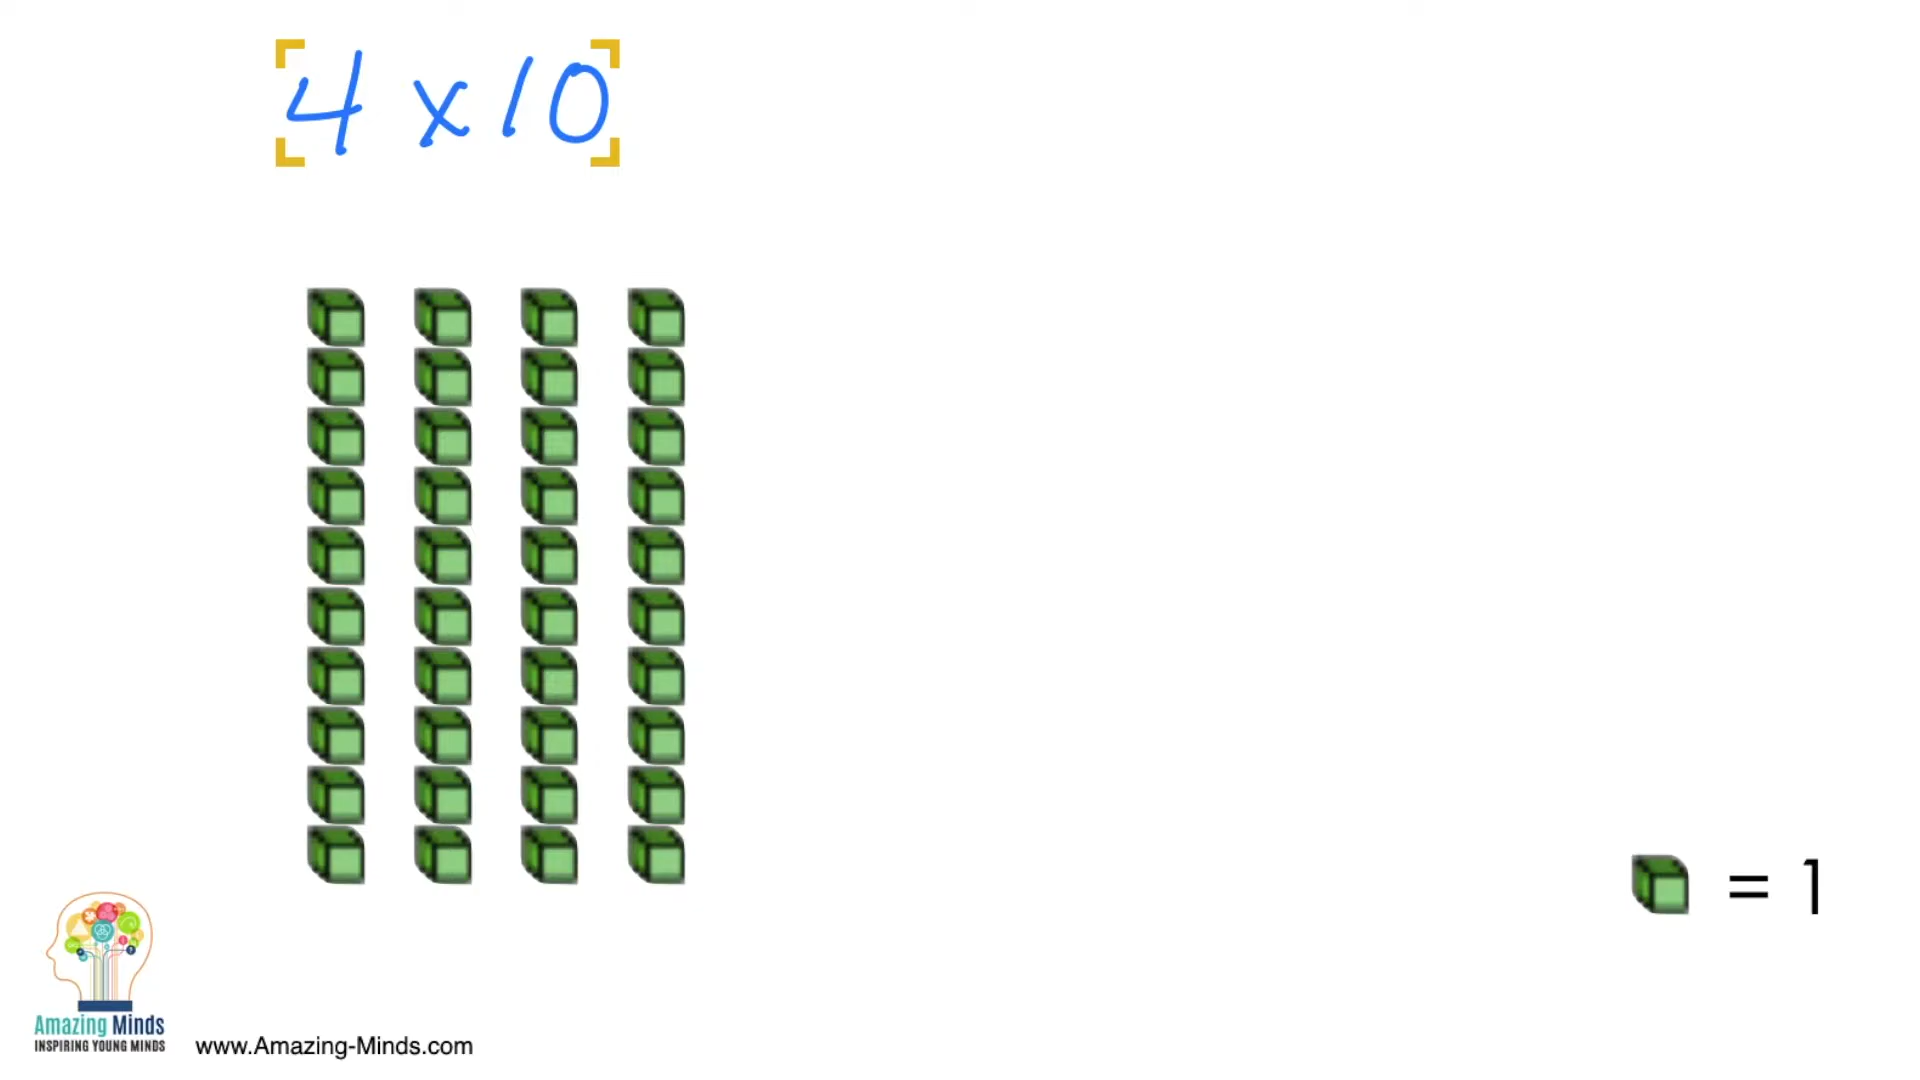 4 x 10
= 1
Amazing Minds
INSPIRING YOUNG MINDS
www.Amazing-Minds.com